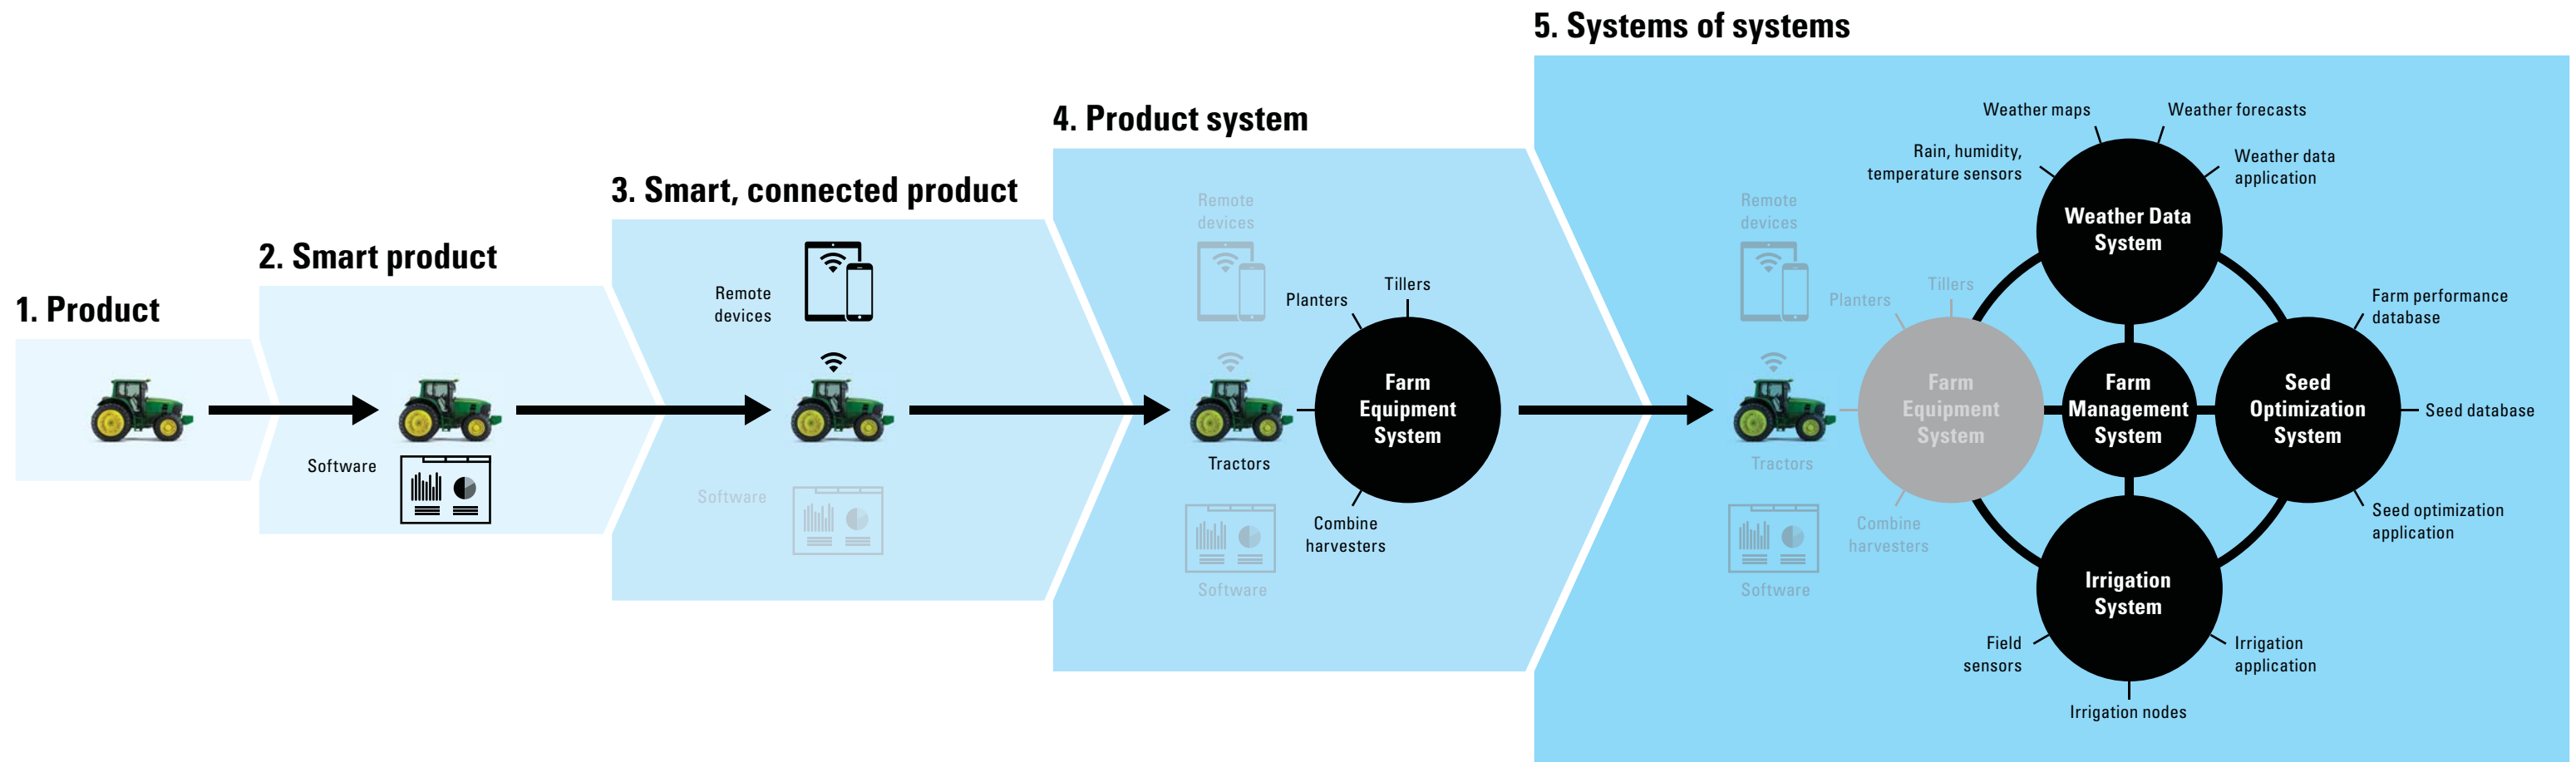 1. Product
2. Smart product
Software
3. Smart, connected product
Remote
devices
Software
4. Product system
Remote
devices
Tractors
Software
Planters
Tillers
Farm
Equipment
System
Combine
harvesters
5. Systems of systems
Remote
devices
Tractors
Software
Planters
Tillers
Farm
Equipment
System
Combine
harvesters
Weather maps
Weather forecasts
Rain, humidity,
temperature sensors
Weather data
application
Weather Data
System
Farm
Management
System
Farm performance
database
Seed
Optimization
System
Seed database
Seed optimization
application
Irrigation
System
Field
sensors
Irrigation
application
Irrigation nodes